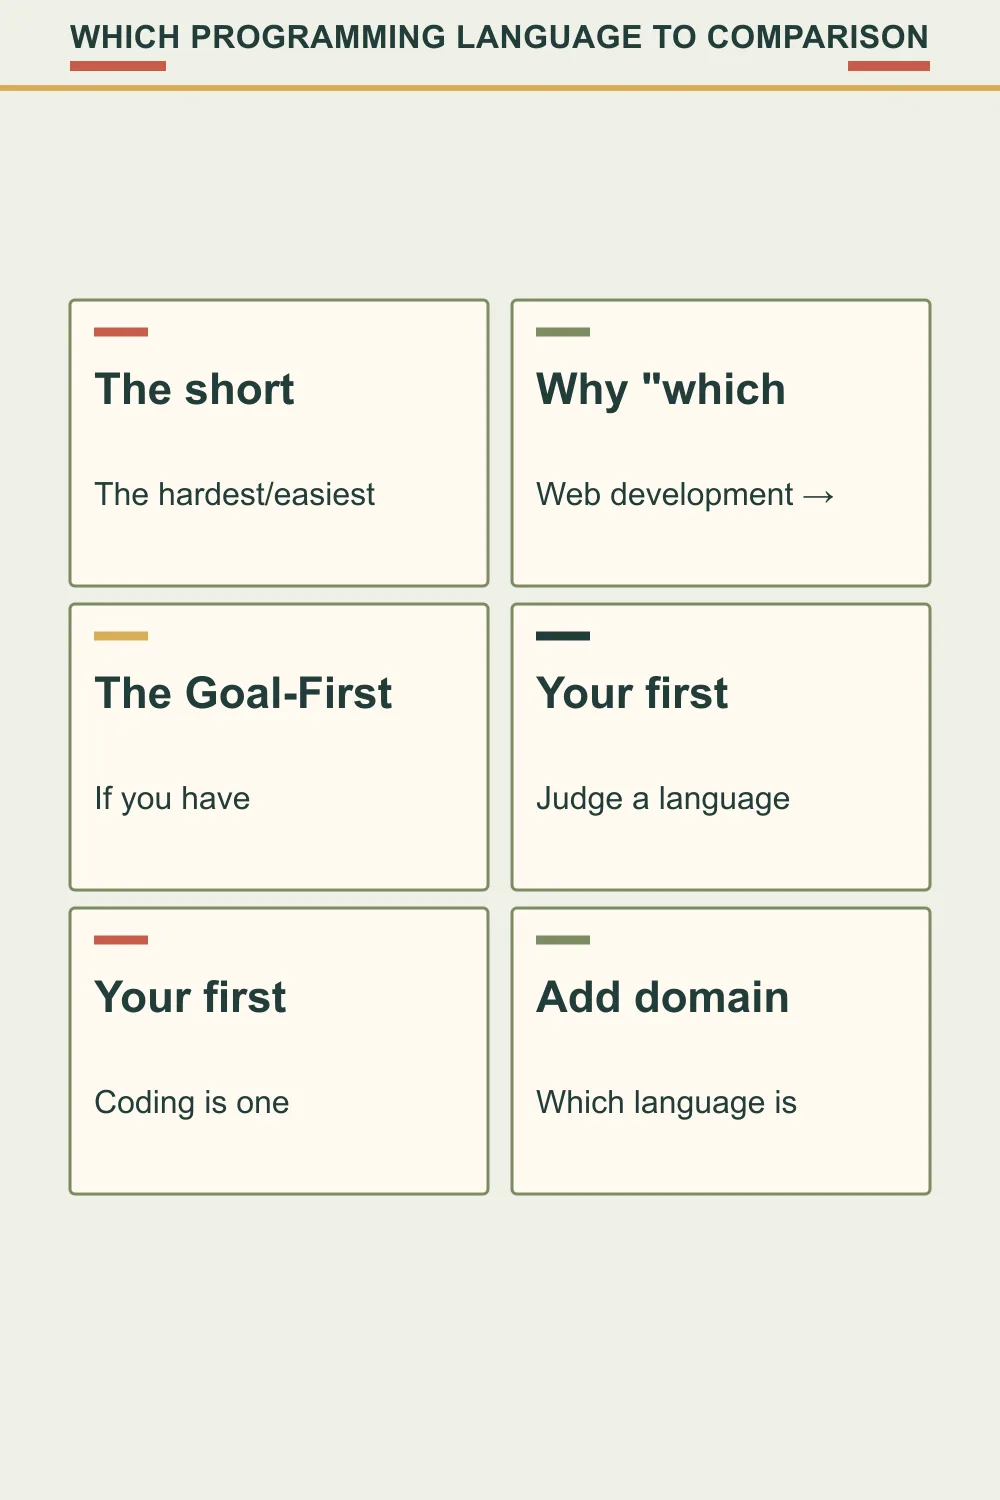 WHICH PROGRAMMING LANGUAGE TO COMPARISON
The short
The hardest/easiest
Why "which
Web development →
The Goal-First
If you have
Your first
Judge a language
Your first
Coding is one
Add domain
Which language is